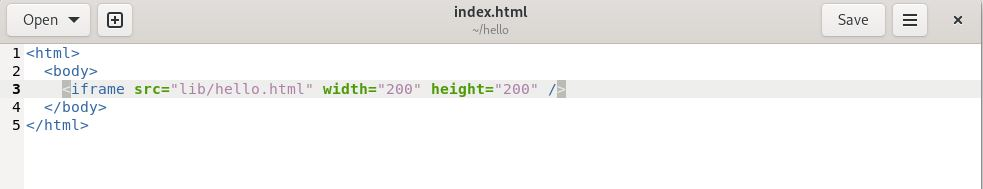 Open index.html Save
~/hello
1 <html>
2   <body>
3     <iframe src="lib/hello.html" width="200" height="200" />
4   </body>
5 </html>